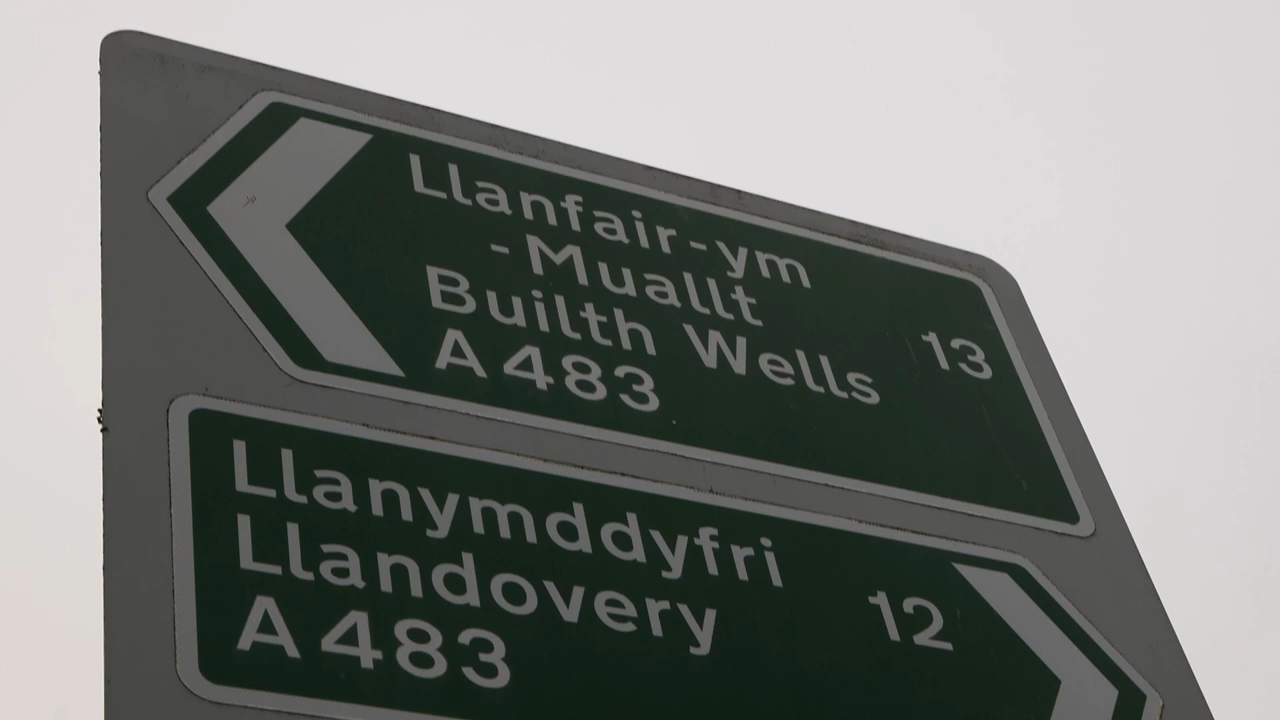 Llanfair-ym
-Muallt
Builth Wells 13
A483
Llanymddyfri
Llandovery 12
A483